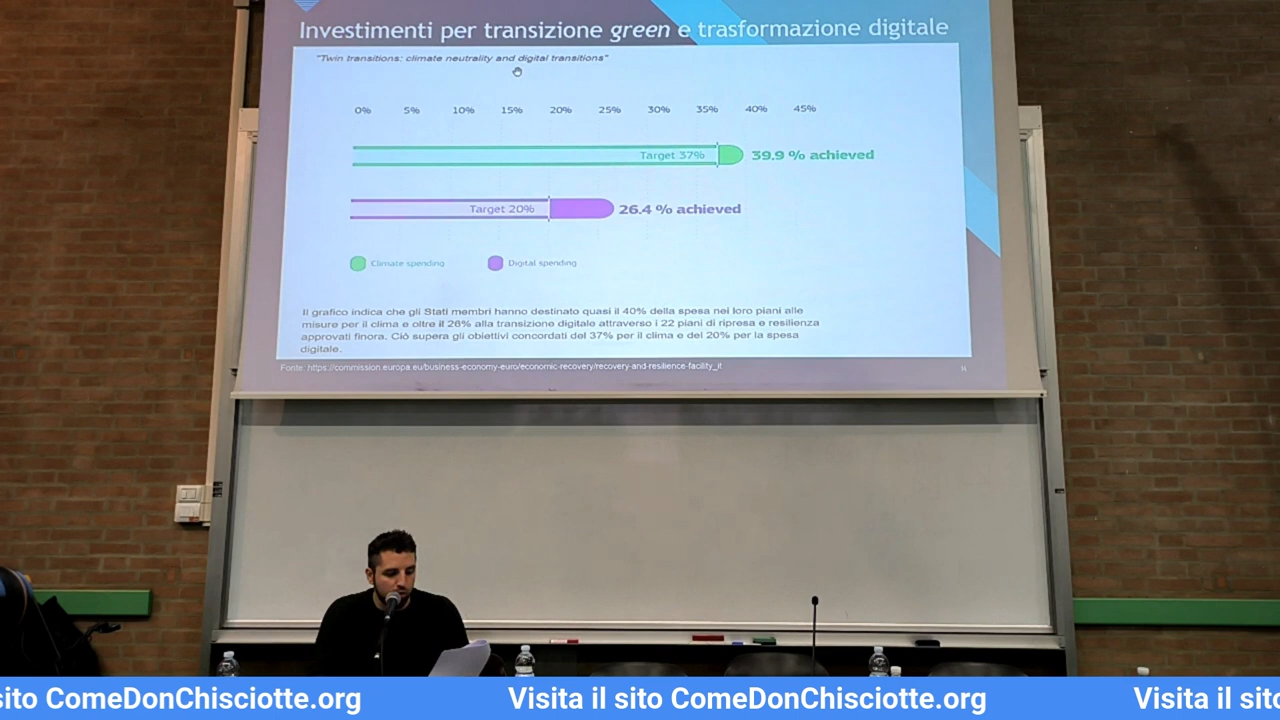 Investimenti per transizione green e trasformazione digitale
"Twin transitions: climate neutrality and digital transitions"
0% 5% 10% 15% 20% 25% 30% 35% 40% 45%
Target 37% 39.9 % achieved
Target 20% 26.4 % achieved
Climate spending Digital spending
Il grafico indica che gli Stati membri hanno destinato quasi il 40% della spesa nei loro piani alle
misure per il clima e oltre il 26% alla transizione digitale attraverso i 22 piani di ripresa e resilienza
approvati finora. Ciò supera gli obiettivi concordati del 37% per il clima e del 20% per la spesa
digitale.
Fonte: https://commission.europa.eu/business-economy-euro/economic-recovery/recovery-and-resilience-facility_it
sito ComeDonChisciotte.org Visita il sito ComeDonChisciotte.org Visita il sito